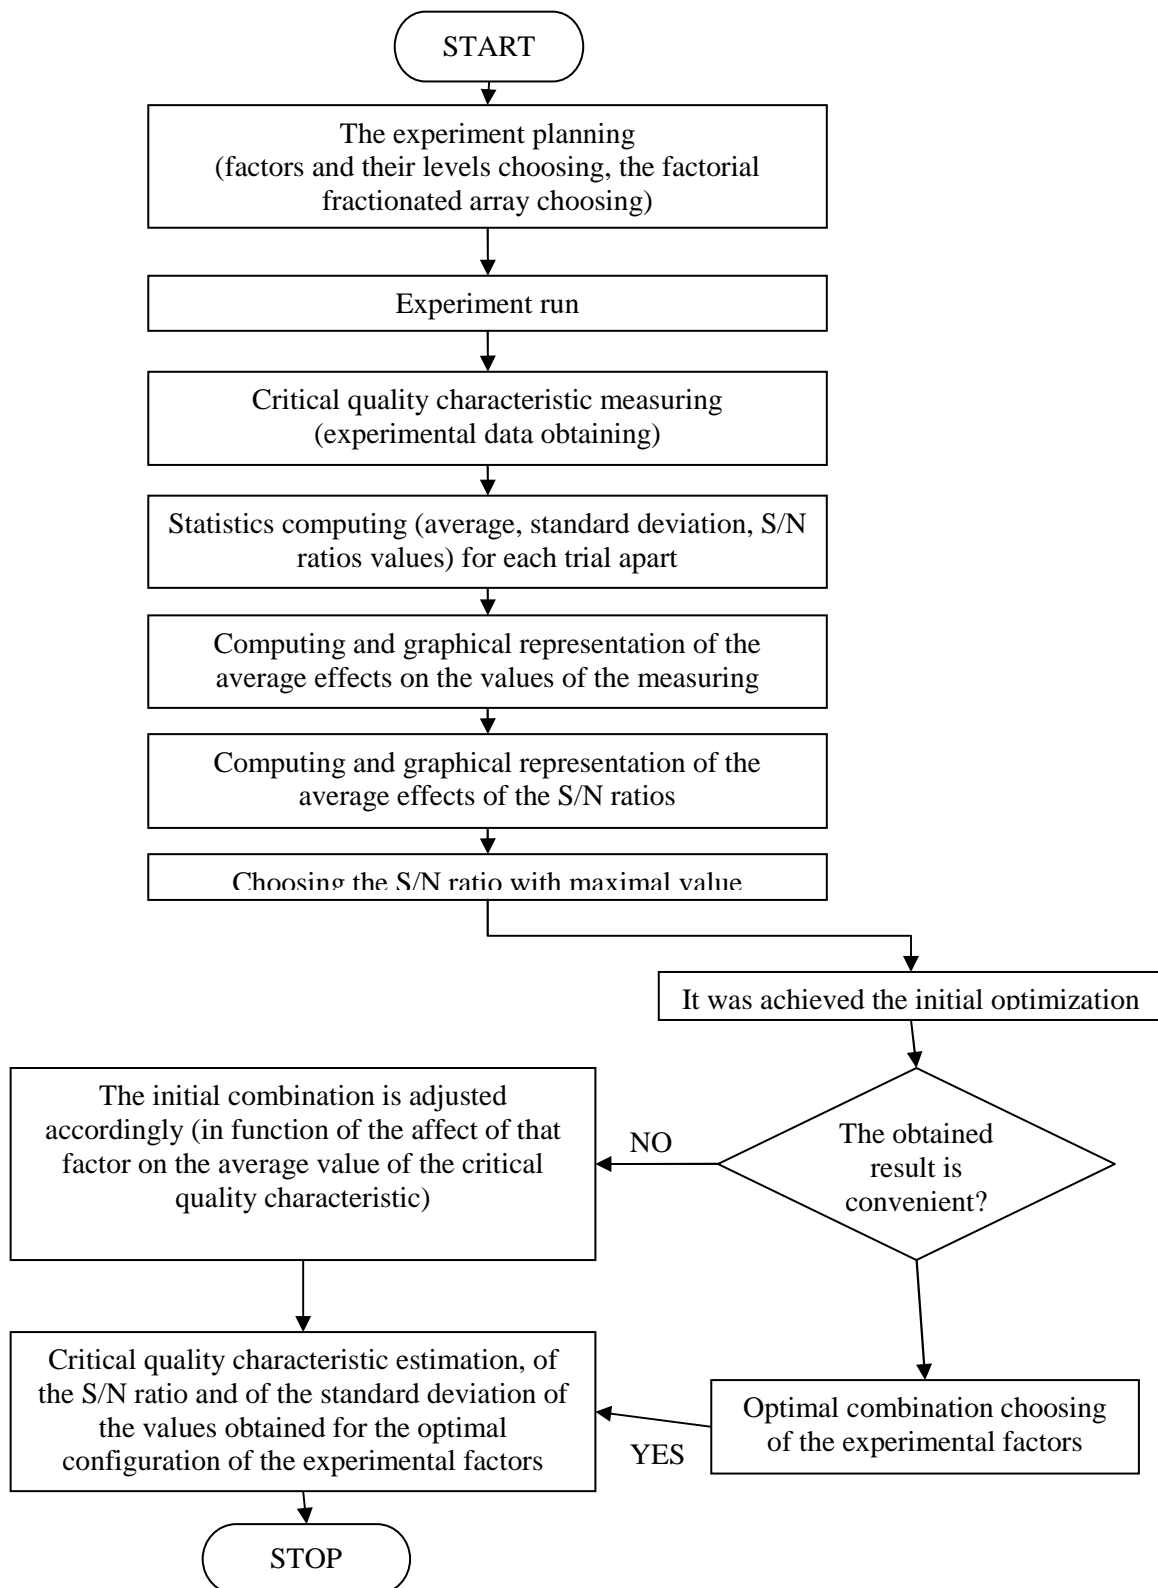 START
The experiment planning
(factors and their levels choosing, the factorial
fractionated array choosing)
Experiment run
Critical quality characteristic measuring
(experimental data obtaining)
Statistics computing (average, standard deviation, S/N
ratios values) for each trial apart
Computing and graphical representation of the
average effects on the values of the measuring
Computing and graphical representation of the
average effects of the S/N ratios
Choosing the S/N ratio with maximal value
It was achieved the initial optimization
The initial combination is adjusted
accordingly (in function of the affect of that
factor on the average value of the critical
quality characteristic)
NO
The obtained
result is
convenient?
Critical quality characteristic estimation, of
the S/N ratio and of the standard deviation of
the values obtained for the optimal
configuration of the experimental factors
YES
Optimal combination choosing
of the experimental factors
STOP